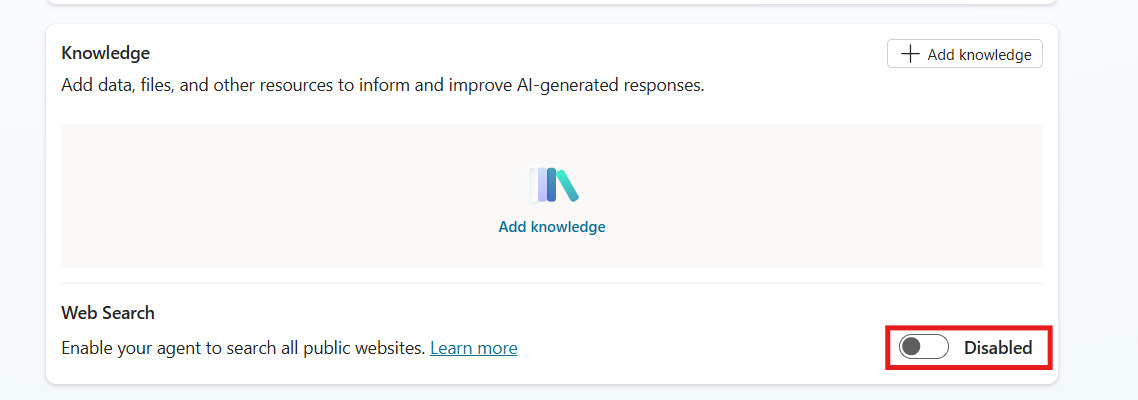 Knowledge
Add knowledge
Add data, files, and other resources to inform and improve AI-generated responses.
Add knowledge
Web Search
Enable your agent to search all public websites. Learn more
Disabled